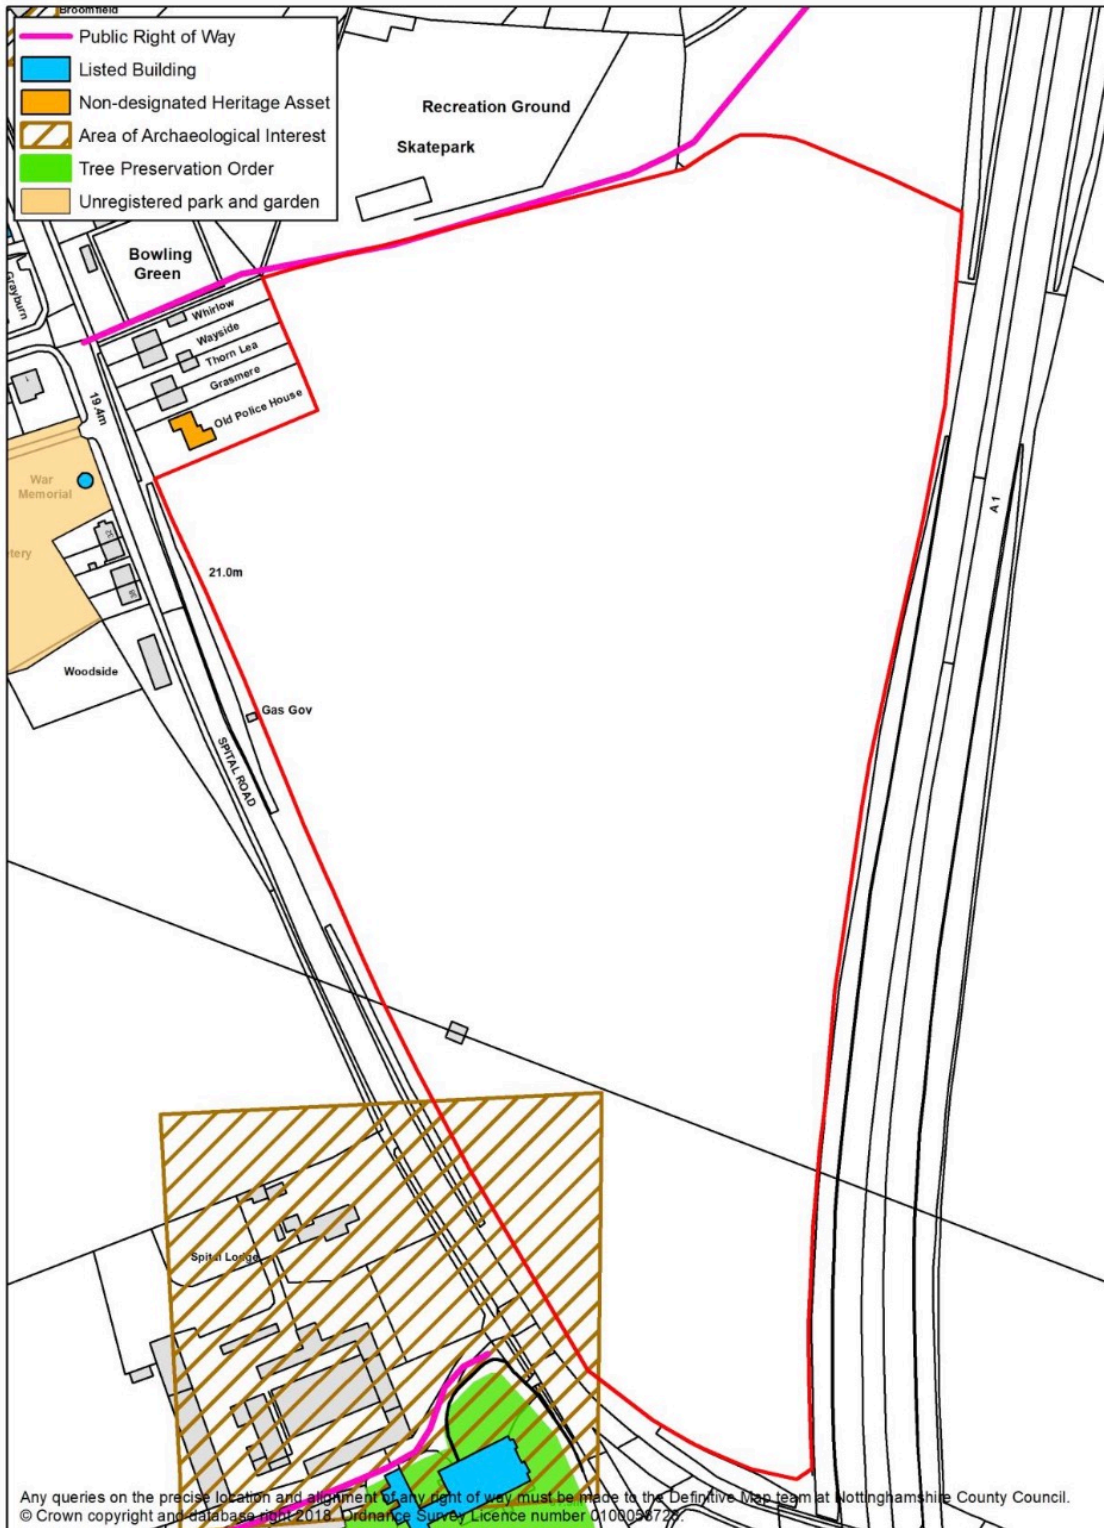 Broomfield
Public Right of Way
Listed Building
Non-designated Heritage Asset
Area of Archaeological Interest
Tree Preservation Order
Unregistered park and garden
Recreation Ground
Skatepark
Bowling
Green
Grayburn
Whirlow
Wayside
Thorn Lea
Grasmere
Old Police House
19.4m
War
Memorial
tery
21.0m
A 1
Woodside
Gas Gov
SPITAL ROAD
Spital Lodge
Any queries on the precise location and alignment of any right of way must be made to the Definitive Map team at Nottinghamshire County Council.
© Crown copyright and database right 2018. Ordnance Survey Licence number